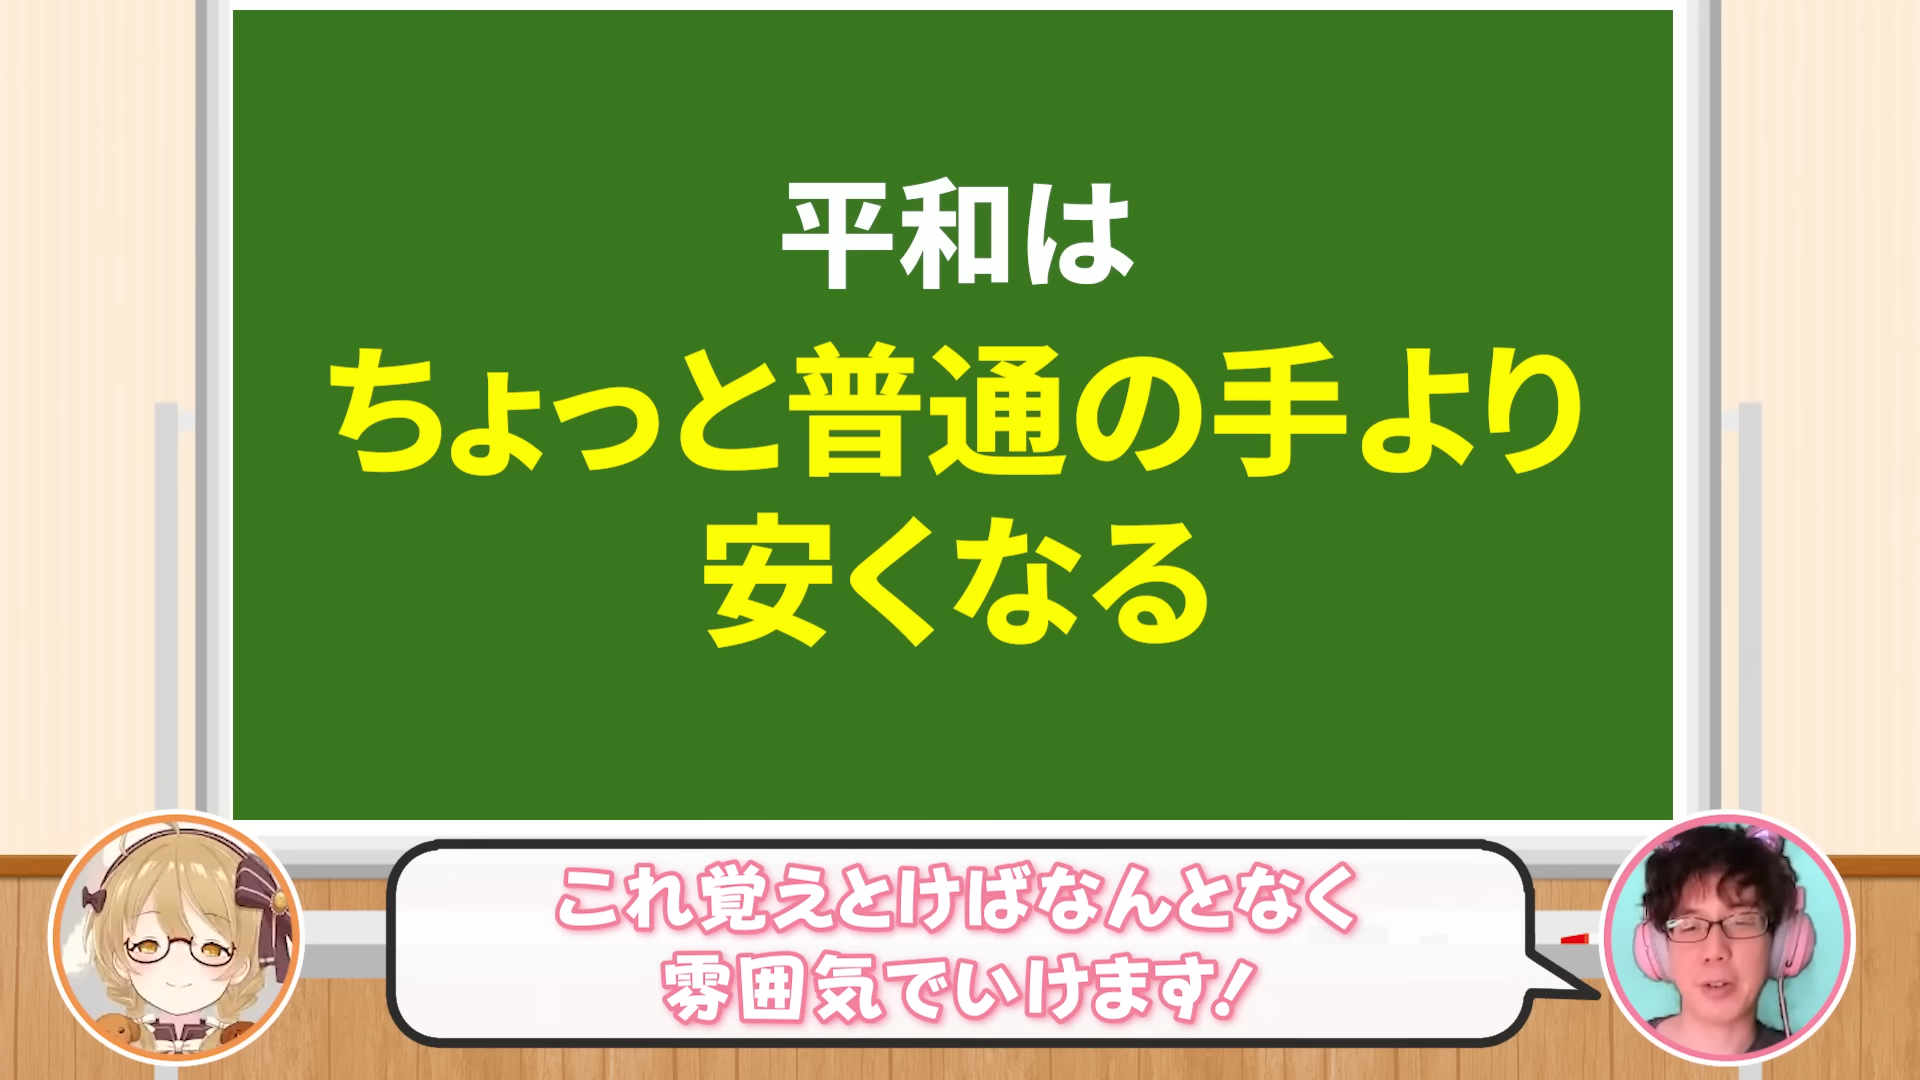 平和は
ちょっと普通の手より
安くなる
これ覚えとけばなんとなく
雰囲気でいけます!